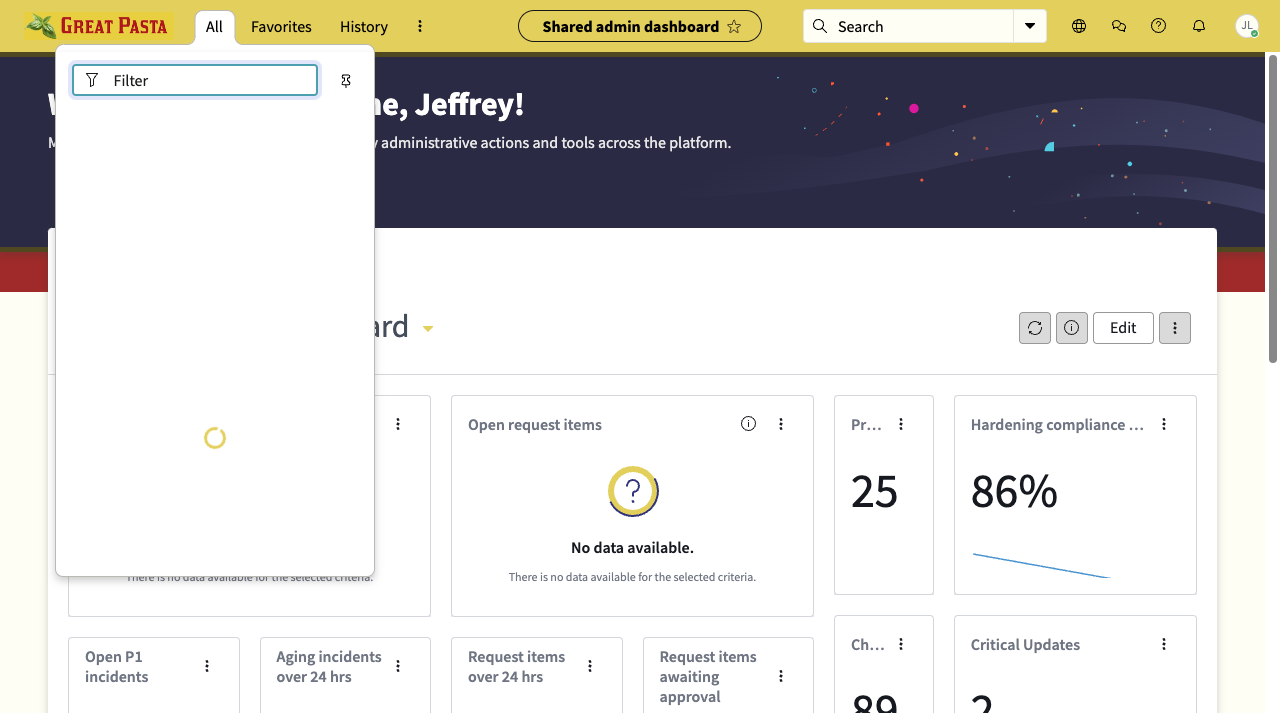 GREAT PASTA
All
Favorites
History
Shared admin dashboard
Search
JL
Filter
ne, Jeffrey!
administrative actions and tools across the platform.
ard
Edit
Open request items
Pr...
Hardening compliance ...
25
86%
No data available.
There is no data available for the selected criteria.
There is no data available for the selected criteria.
Open P1
incidents
Aging incidents
over 24 hrs
Request items
over 24 hrs
Request items
awaiting
approval
Ch...
Critical Updates
89
2